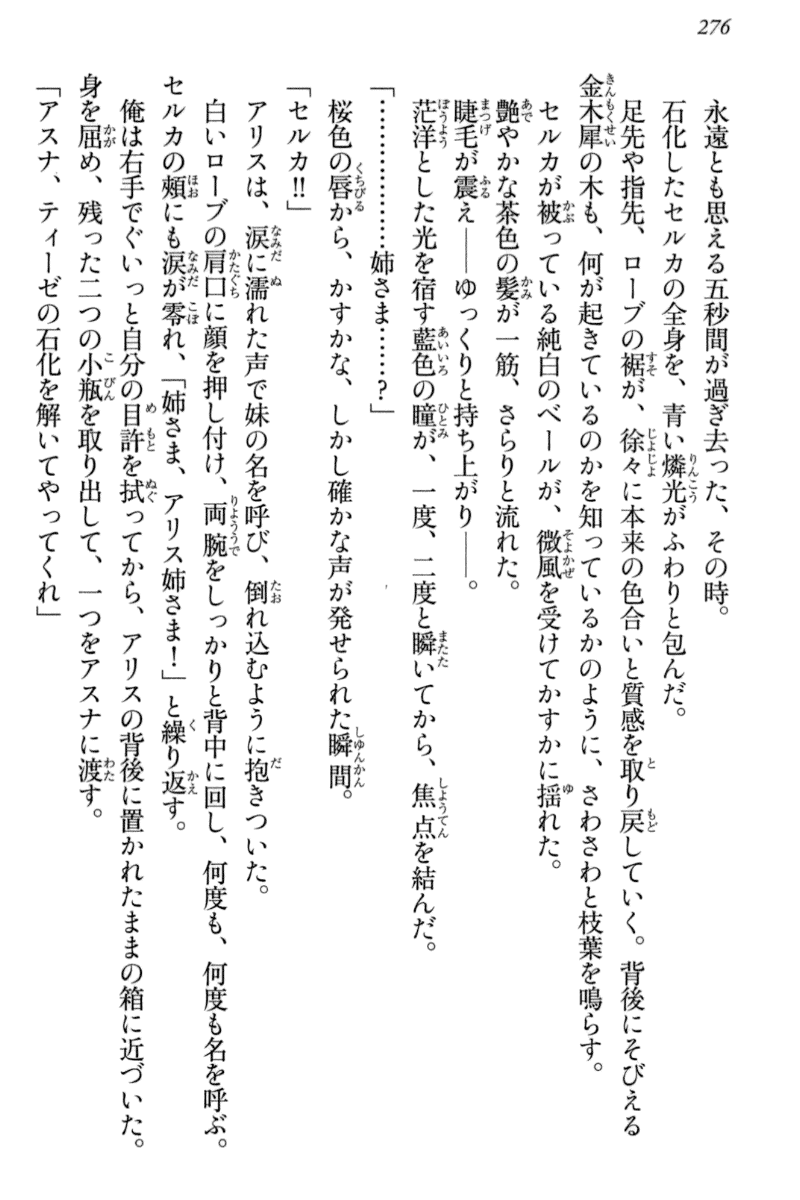 276
永遠とも思える五秒間が過ぎ去った、その時。
石化したセルカの全身を、青い燐光がふわりと包んだ。
足先や指先、ローブの裾が、徐々に本来の色合いと質感を取り戻していく。背後にそびえる
金木犀の木も、何が起きているのかを知っているかのように、さわさわと枝葉を鳴らす。
セルカが被っている純白のベールが、微風を受けてかすかに揺れた。
艶やかな茶色の髪が一筋、さらりと流れた。
睫毛が震え――ゆっくりと持ち上がり――。
茫洋とした光を宿す藍色の瞳が、一度、二度と瞬いてから、焦点を結んだ。
「………………姉さま……?」
桜色の唇から、かすかな、しかし確かな声が発せられた瞬間。
「セルカ!!」
アリスは、涙に濡れた声で妹の名を呼び、倒れ込むように抱きついた。
白いローブの肩口に顔を押し付け、両腕をしっかりと背中に回し、何度も、何度も名を呼ぶ。
セルカの頬にも涙が零れ、「姉さま、アリス姉さま!」と繰り返す。
俺は右手でぐいっと自分の目許を拭ってから、アリスの背後に置かれたままの箱に近づいた。
身を屈め、残った二つの小瓶を取り出して、一つをアスナに渡す。
「アスナ、ティーゼの石化を解いてやってくれ」